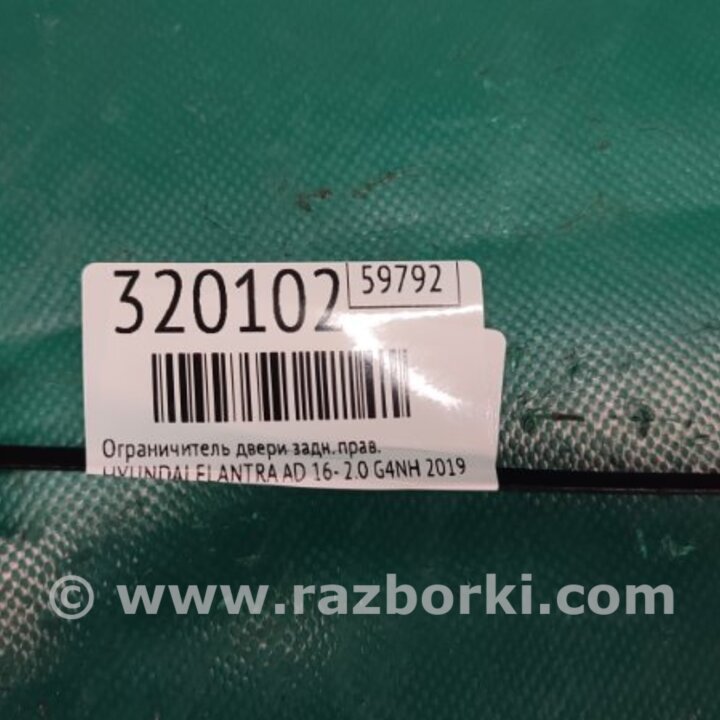 320102
59792
Ограничитель двери задн.прав.
HYUNDAI ELANTRA AD 16- 2.0 G4NH 2019
© www.razborki.com